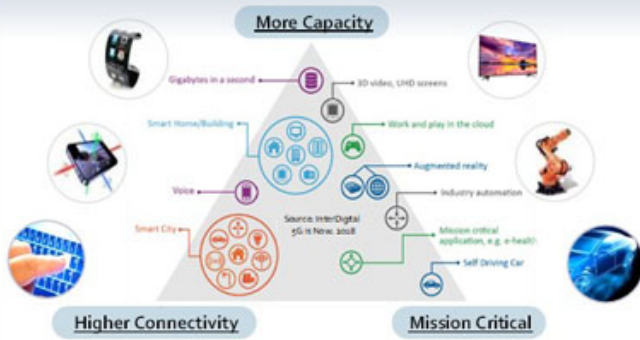 More Capacity
Gigabytes in a second
3D video, UHD screens
Smart Home/Building
Work and play in the cloud
Augmented reality
Voice
Industry automation
Source: InterDigital
5G is Now, 2018
Smart City
Mission critical
application, e.g. e-health
Self Driving Car
Higher Connectivity
Mission Critical